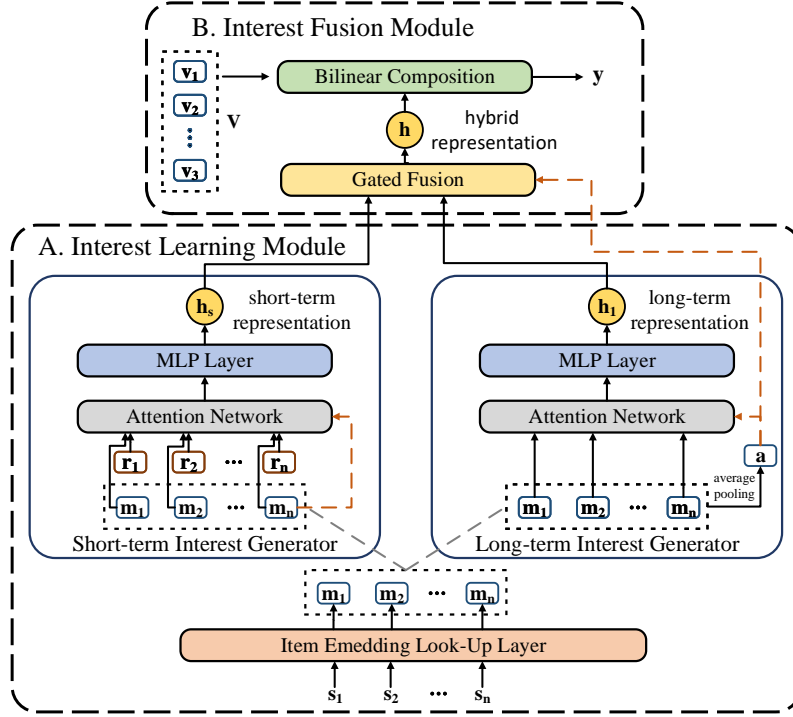 B. Interest Fusion Module
v₁
Bilinear Composition
y
v₂
V
h
hybrid
representation
v₃
Gated Fusion
A. Interest Learning Module
hₛ
short-term
representation
MLP Layer
Attention Network
r₁ r₂ ... rₙ
m₁ m₂ ... mₙ
Short-term Interest Generator
h₁
long-term
representation
MLP Layer
Attention Network
a
average
pooling
m₁ m₂ ... mₙ
Long-term Interest Generator
m₁ m₂ ... mₙ
Item Emedding Look-Up Layer
s₁ s₂ ... sₙ